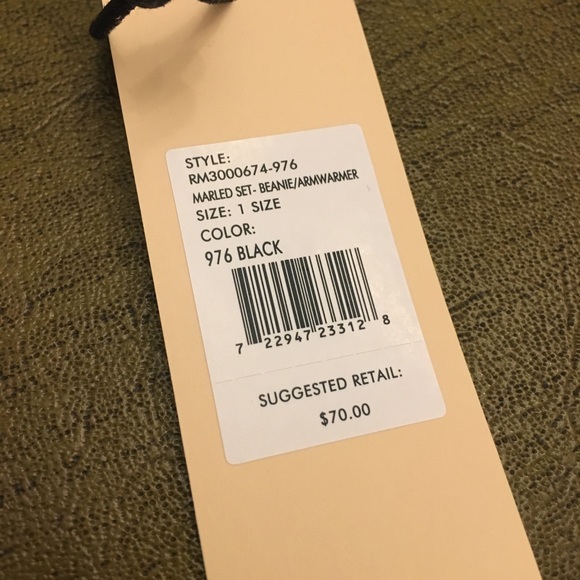 STYLE:
RM3000674-976
MARLED SET- BEANIE/ARMWARMER
SIZE: 1 SIZE
COLOR:
976 BLACK
7 22947 23312 8
SUGGESTED RETAIL:
$70.00